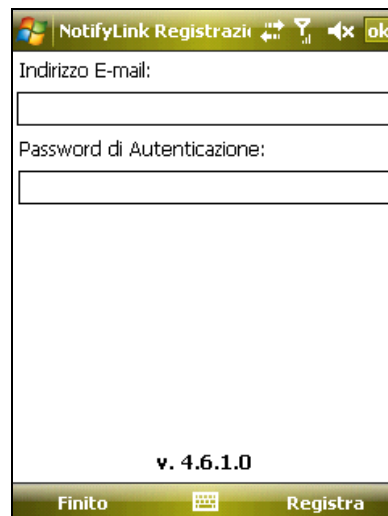 NotifyLink Registrazi ok
Indirizzo E-mail:
Password di Autenticazione:
v. 4.6.1.0
Finito Registra